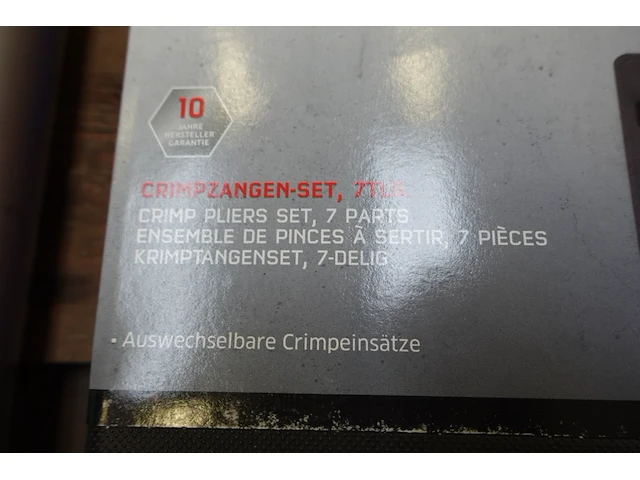 10
JAHRE
HERSTELLER
GARANTIE
CRIMPZANGEN-SET, 7TLG.
CRIMP PLIERS SET, 7 PARTS
ENSEMBLE DE PINCES À SERTIR, 7 PIÈCES
KRIMPTANGENSET, 7-DELIG
· Auswechselbare Crimpeinsätze